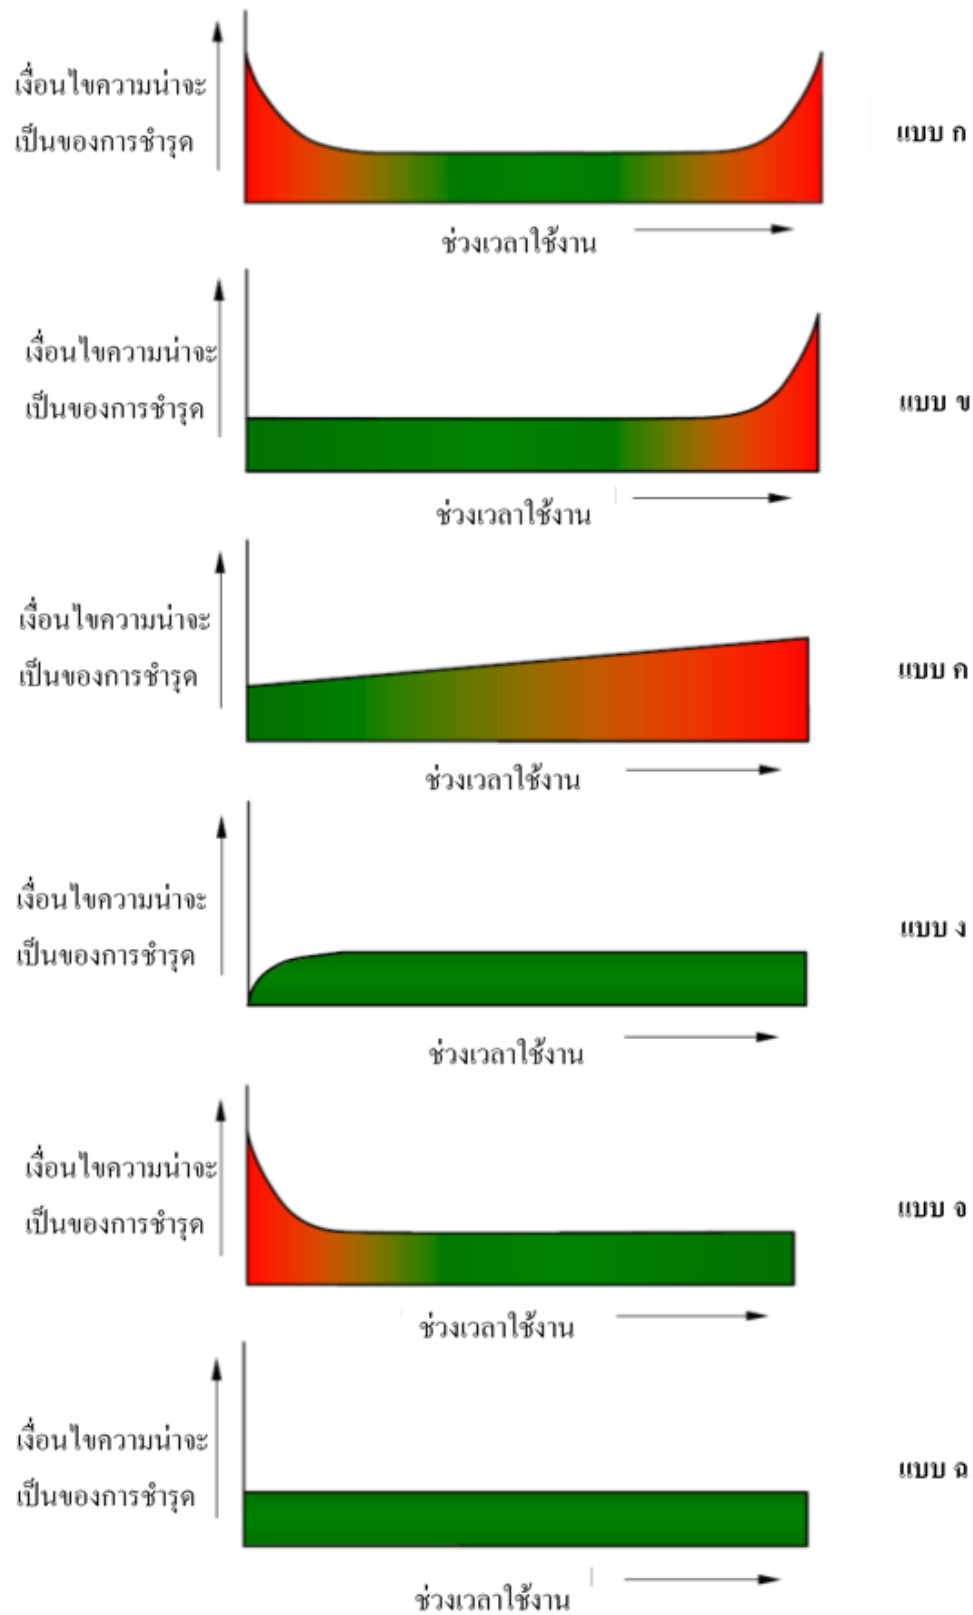 เงื่อนไขความน่าจะ
เป็นของการชำรุด
แบบ ก
ช่วงเวลาใช้งาน
เงื่อนไขความน่าจะ
เป็นของการชำรุด
แบบ ข
ช่วงเวลาใช้งาน
เงื่อนไขความน่าจะ
เป็นของการชำรุด
แบบ ค
ช่วงเวลาใช้งาน
เงื่อนไขความน่าจะ
เป็นของการชำรุด
แบบ ง
ช่วงเวลาใช้งาน
เงื่อนไขความน่าจะ
เป็นของการชำรุด
แบบ จ
ช่วงเวลาใช้งาน
เงื่อนไขความน่าจะ
เป็นของการชำรุด
แบบ ฉ
ช่วงเวลาใช้งาน